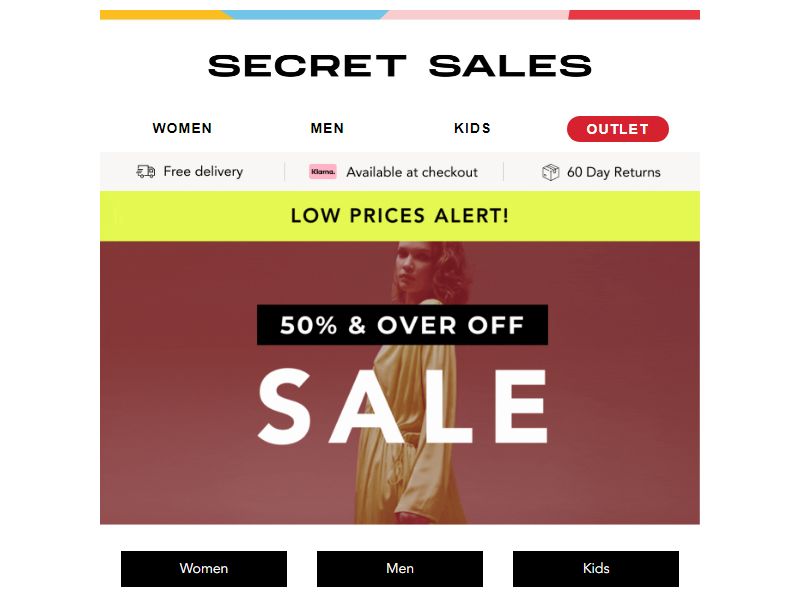 SECRET SALES
WOMEN MEN KIDS OUTLET
Free delivery Klarna. Available at checkout 60 Day Returns
LOW PRICES ALERT!
50% & OVER OFF
SALE
Women Men Kids